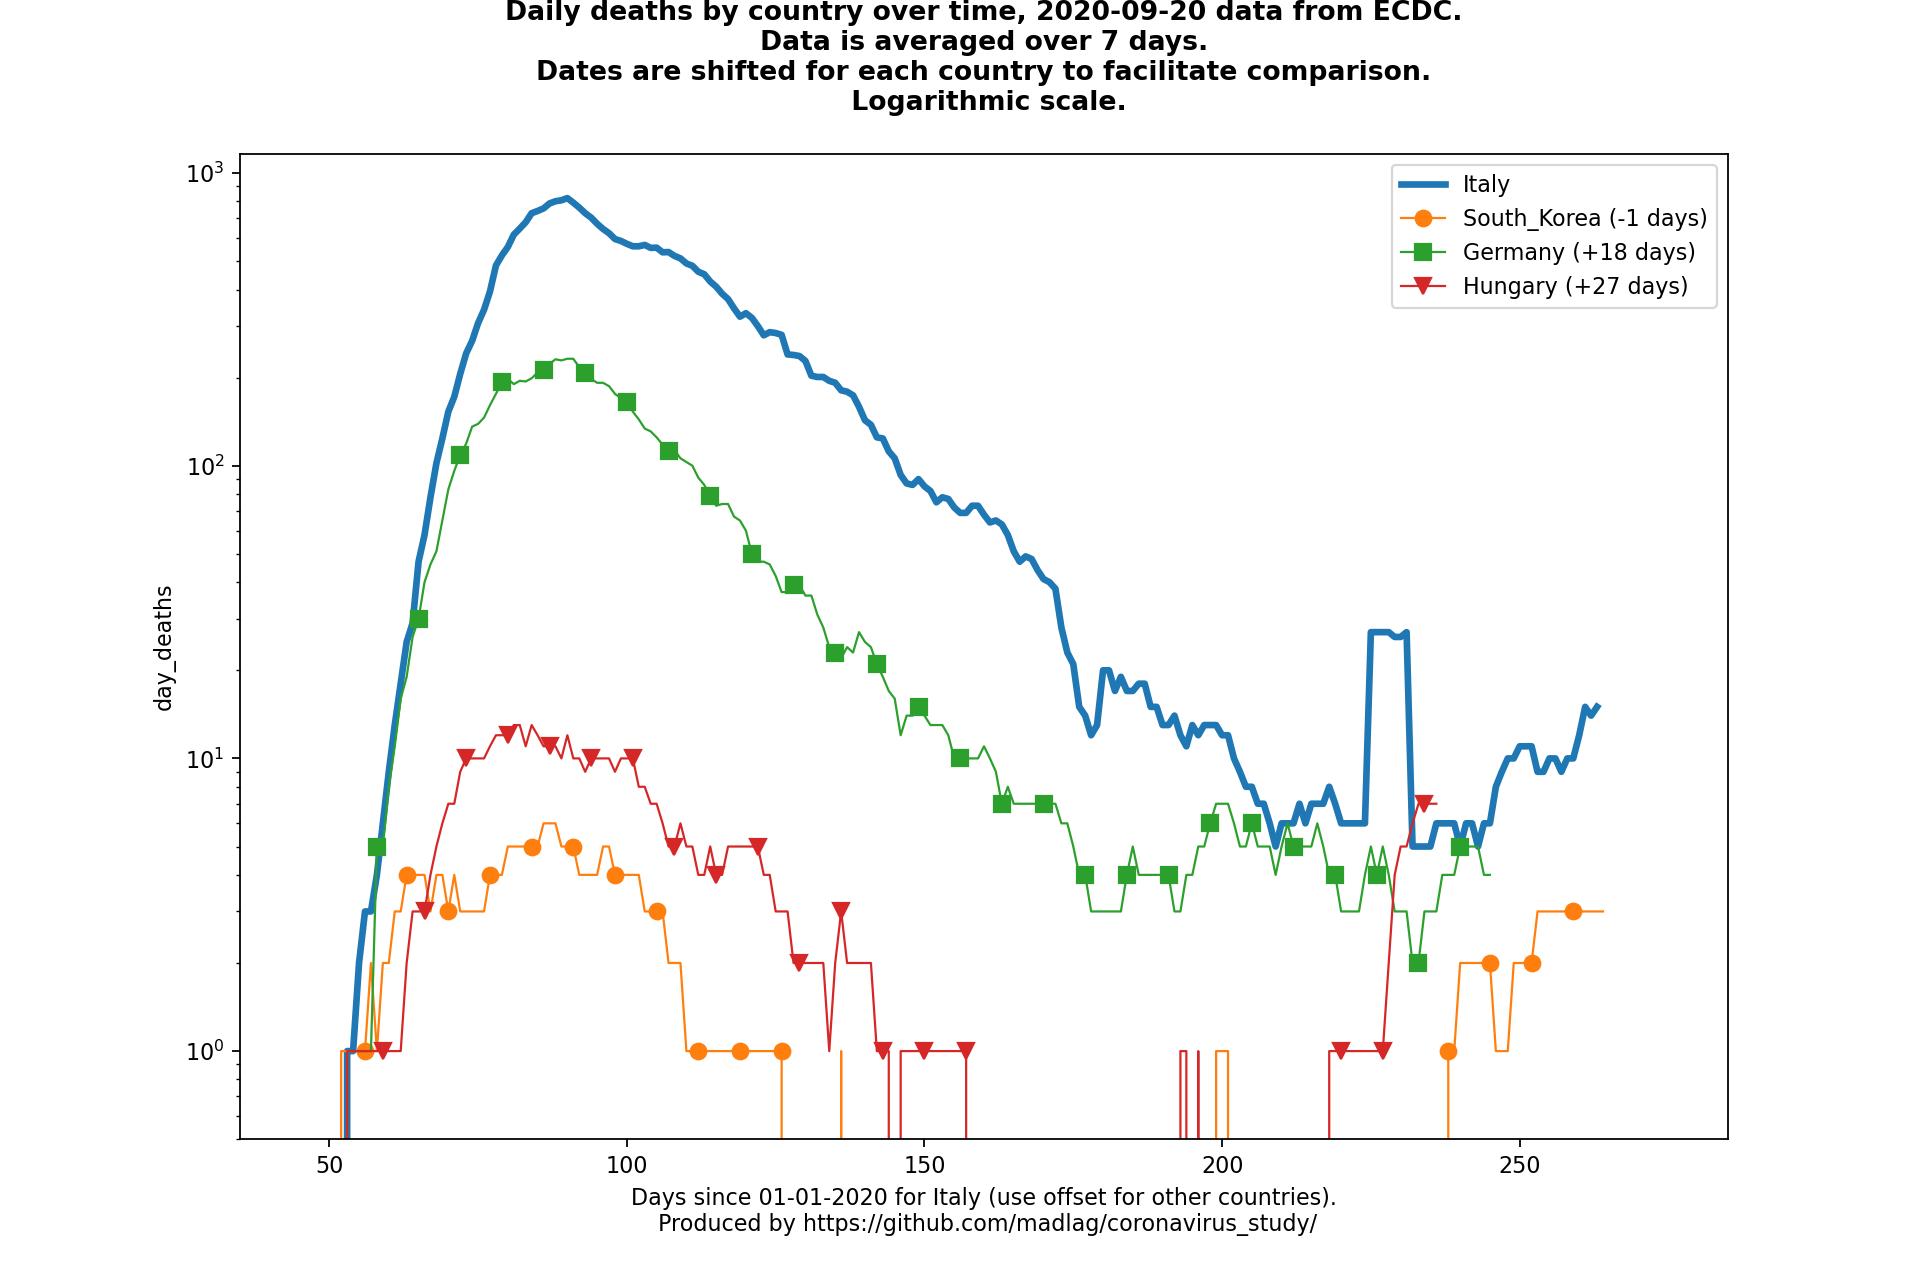 Daily deaths by country over time, 2020-09-20 data from ECDC.
Data is averaged over 7 days.
Dates are shifted for each country to facilitate comparison.
Logarithmic scale.
10³
10²
10¹
10⁰
day_deaths
Italy
South_Korea (-1 days)
Germany (+18 days)
Hungary (+27 days)
50 100 150 200 250
Days since 01-01-2020 for Italy (use offset for other countries).
Produced by https://github.com/madlag/coronavirus_study/